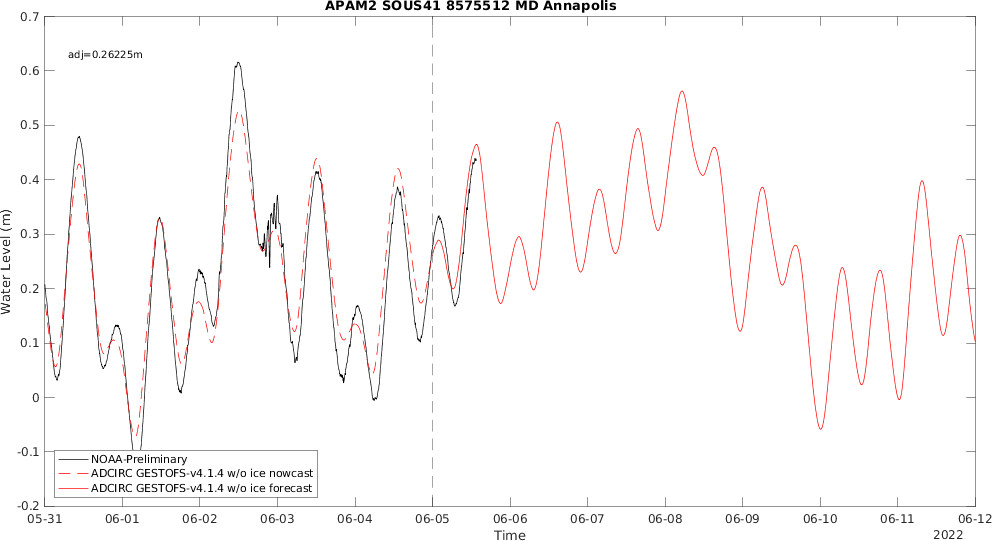 APAM2 SOUS41 8575512 MD Annapolis
0.7
adj=0.26225m
0.6
0.5
0.4
0.3
0.2
0.1
0
-0.1
-0.2
Water Level (m)
NOAA-Preliminary
ADCIRC GESTOFS-v4.1.4 w/o ice nowcast
ADCIRC GESTOFS-v4.1.4 w/o ice forecast
05-31 06-01 06-02 06-03 06-04 06-05 06-06 06-07 06-08 06-09 06-10 06-11 06-12
Time
2022